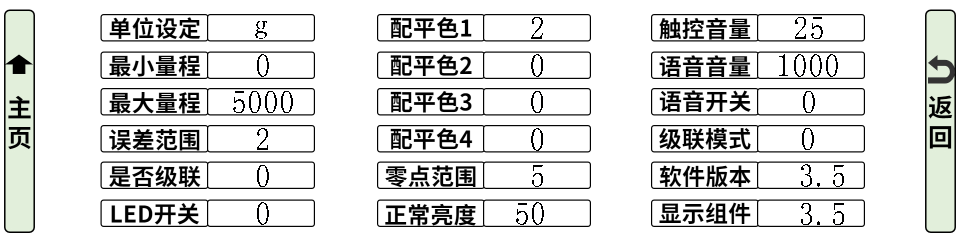 主页
单位设定 g 配平色1 2 触控音量 25
最小量程 0 配平色2 0 语音音量 1000
最大量程 5000 配平色3 0 语音开关 0
误差范围 2 配平色4 0 级联模式 0
是否级联 0 零点范围 5 软件版本 3.5
LED开关 0 正常亮度 50 显示组件 3.5
返回